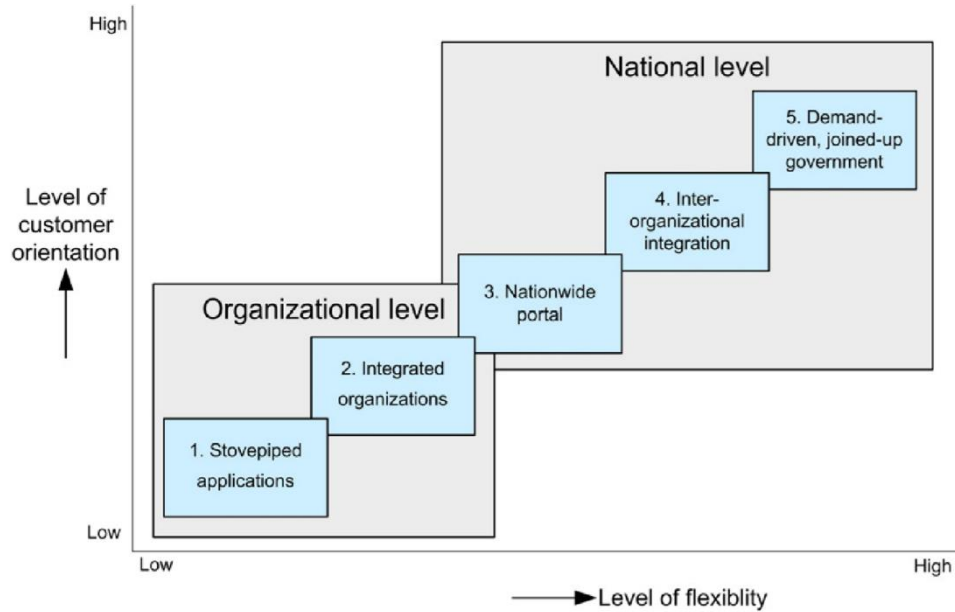 High
National level
5. Demand-
driven, joined-up
government
Level of
customer
orientation
4. Inter-
organizational
integration
Organizational level
3. Nationwide
portal
2. Integrated
organizations
1. Stovepiped
applications
Low
Low
High
Level of flexiblity